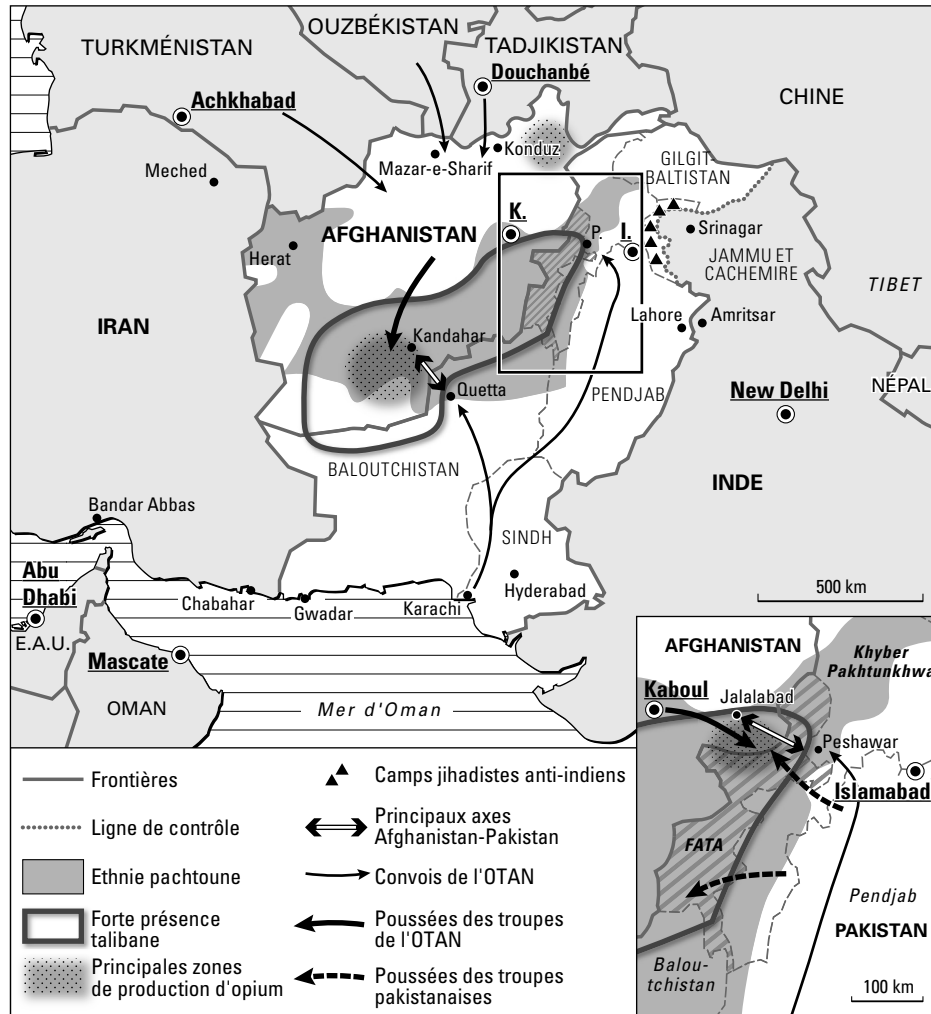 OUZBÉKISTAN
TURKMÉNISTAN
TADJIKISTAN
Douchanbé
CHINE
Achkhabad
Konduz
Mazar-e-Sharif
GILGIT-
BALTISTAN
Meched
K.
P.
I.
Srinagar
AFGHANISTAN
Herat
JAMMU ET
CACHEMIRE
TIBET
IRAN
Lahore
Amritsar
Kandahar
Quetta
PENDJAB
New Delhi
NÉPAL
BALOUTCHISTAN
INDE
Bandar Abbas
SINDH
Abu
Dhabi
Hyderabad
500 km
Chabahar
Gwadar
Karachi
E.A.U.
Mascate
OMAN
Mer d'Oman
AFGHANISTAN
Khyber
Pakhtunkhwa
Kaboul
Jalalabad
Peshawar
Islamabad
FATA
Pendjab
PAKISTAN
Balou-
tchistan
100 km
Frontières
Ligne de contrôle
Ethnie pachtoune
Forte présence
talibane
Principales zones
de production d'opium
Camps jihadistes anti-indiens
Principaux axes
Afghanistan-Pakistan
Convois de l'OTAN
Poussées des troupes
de l'OTAN
Poussées des troupes
pakistanaises